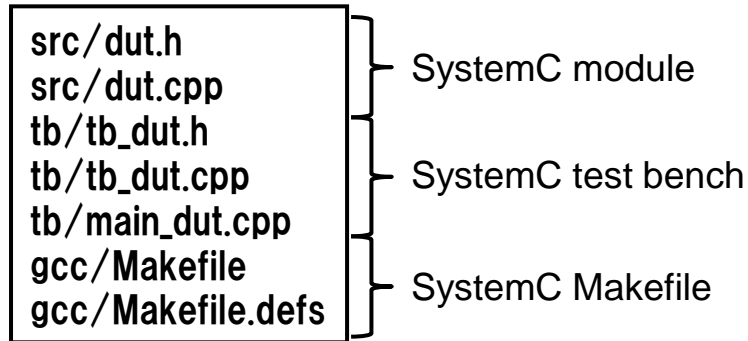 src/dut.h
src/dut.cpp
tb/tb_dut.h
tb/tb_dut.cpp
tb/main_dut.cpp
gcc/Makefile
gcc/Makefile.defs
SystemC module
SystemC test bench
SystemC Makefile